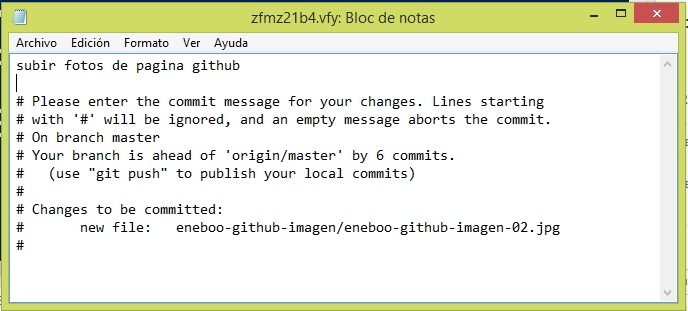 zfmz21b4.vfy: Bloc de notas
Archivo Edición Formato Ver Ayuda
subir fotos de pagina github
# Please enter the commit message for your changes. Lines starting
# with '#' will be ignored, and an empty message aborts the commit.
# On branch master
# Your branch is ahead of 'origin/master' by 6 commits.
#   (use "git push" to publish your local commits)
#
# Changes to be committed:
#       new file:   eneboo-github-imagen/eneboo-github-imagen-02.jpg
#